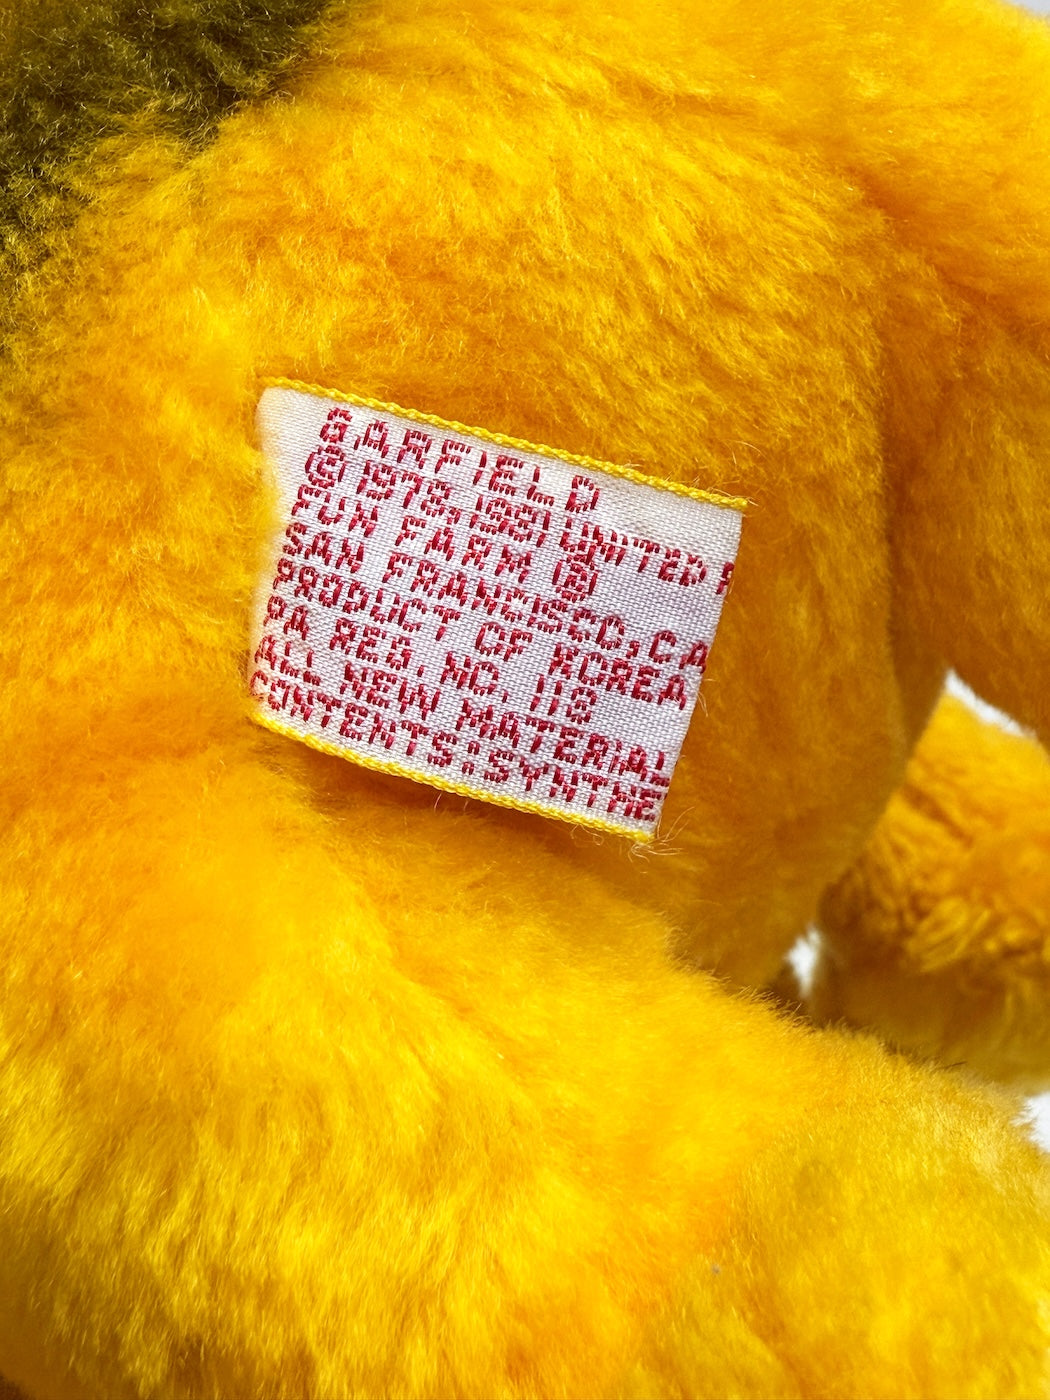 GARFIELD
© 1978, 1981 UNITED F
FUN FARM ®
SAN FRANCISCO, CA
PRODUCT OF KOREA
PA REG. NO. 118
ALL NEW MATERIAL
CONTENTS: SYNTHE